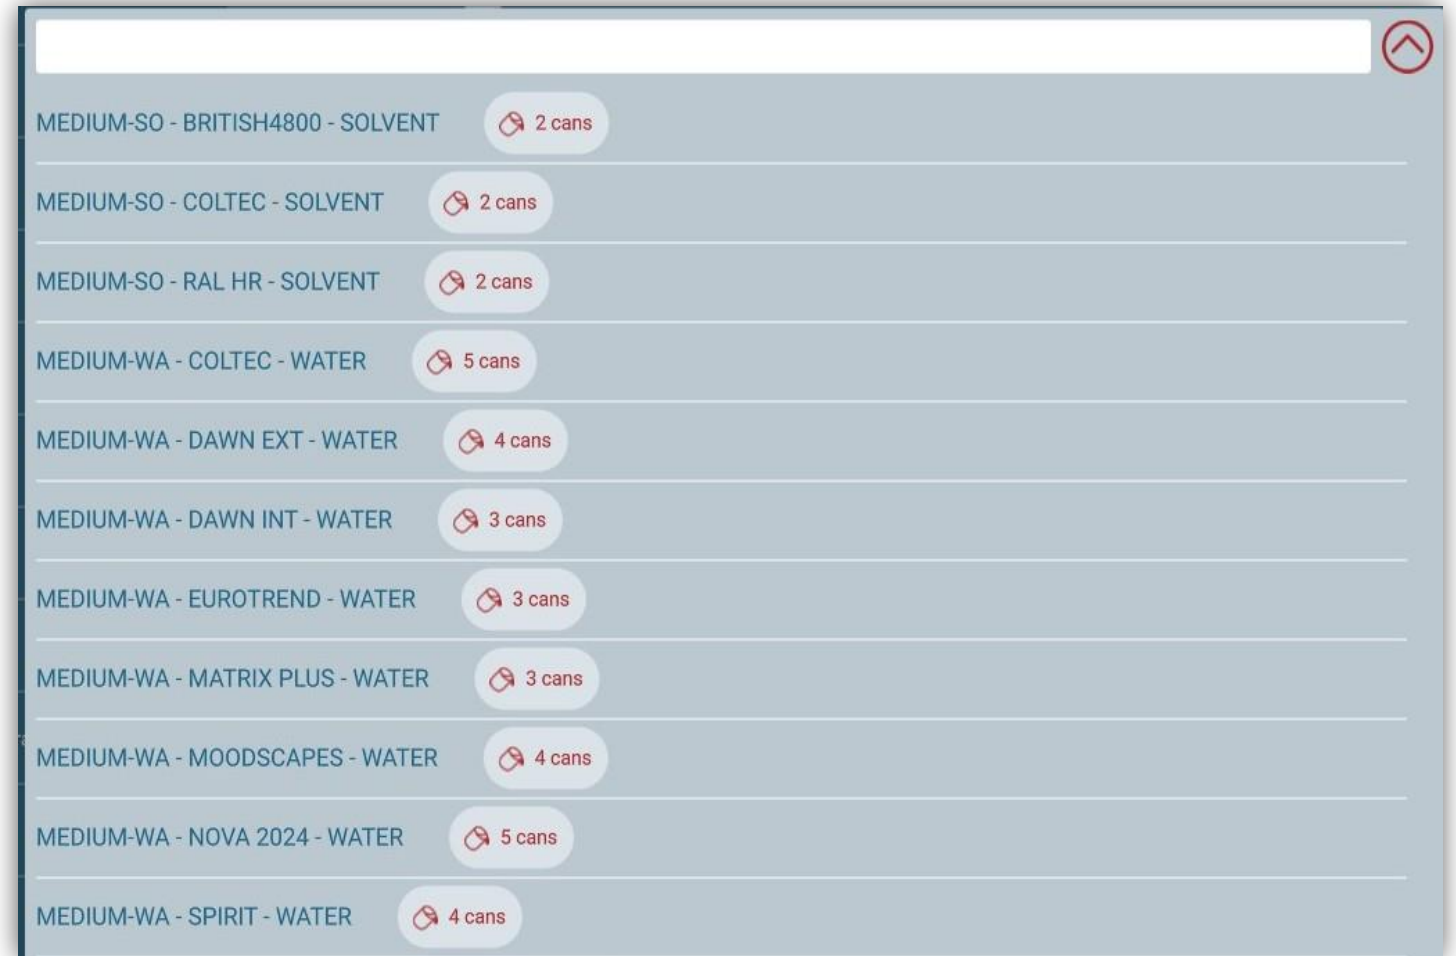 MEDIUM-SO - BRITISH4800 - SOLVENT 2 cans
MEDIUM-SO - COLTEC - SOLVENT 2 cans
MEDIUM-SO - RAL HR - SOLVENT 2 cans
MEDIUM-WA - COLTEC - WATER 5 cans
MEDIUM-WA - DAWN EXT - WATER 4 cans
MEDIUM-WA - DAWN INT - WATER 3 cans
MEDIUM-WA - EUROTREND - WATER 3 cans
MEDIUM-WA - MATRIX PLUS - WATER 3 cans
MEDIUM-WA - MOODSCAPES - WATER 4 cans
MEDIUM-WA - NOVA 2024 - WATER 5 cans
MEDIUM-WA - SPIRIT - WATER 4 cans